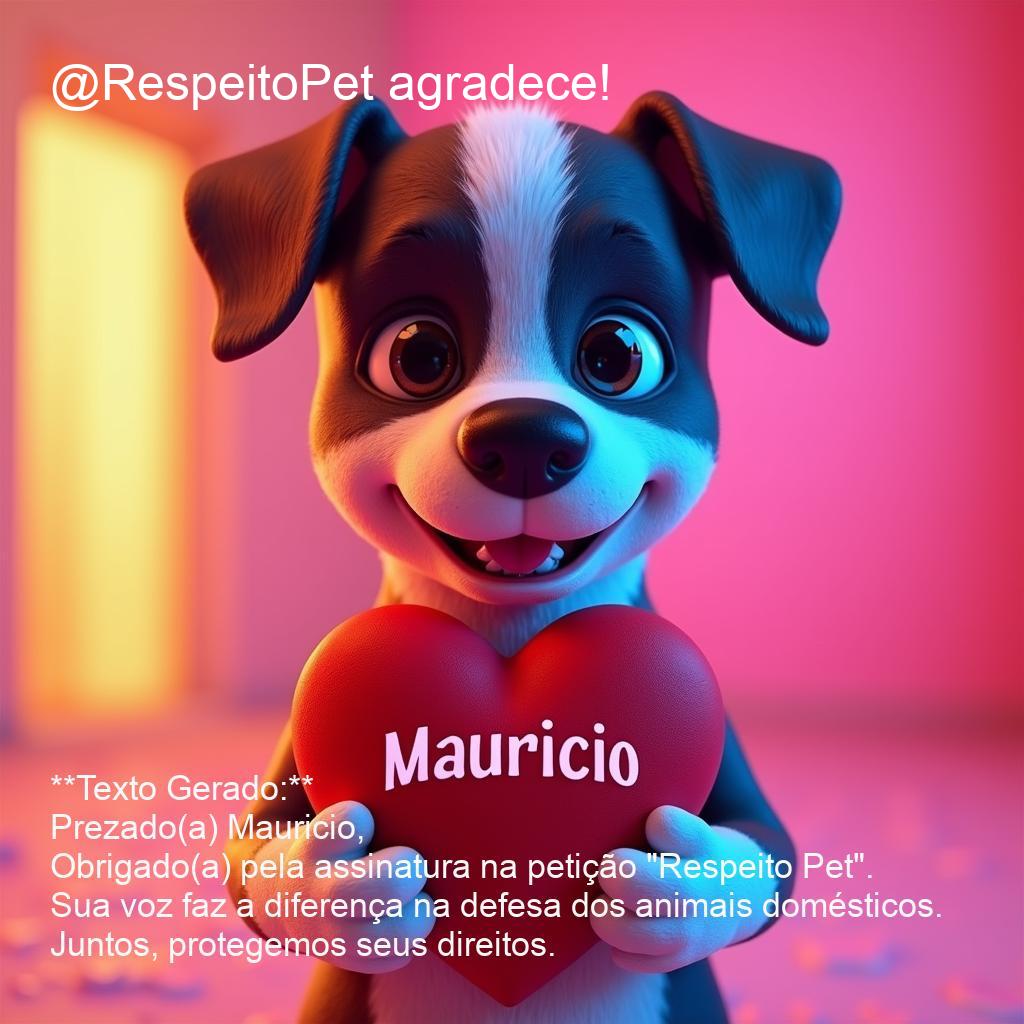 @RespeitoPet agradece!
Mauricio
**Texto Gerado:**
Prezado(a) Mauricio,
Obrigado(a) pela assinatura na petição "Respeito Pet".
Sua voz faz a diferença na defesa dos animais domésticos.
Juntos, protegemos seus direitos.